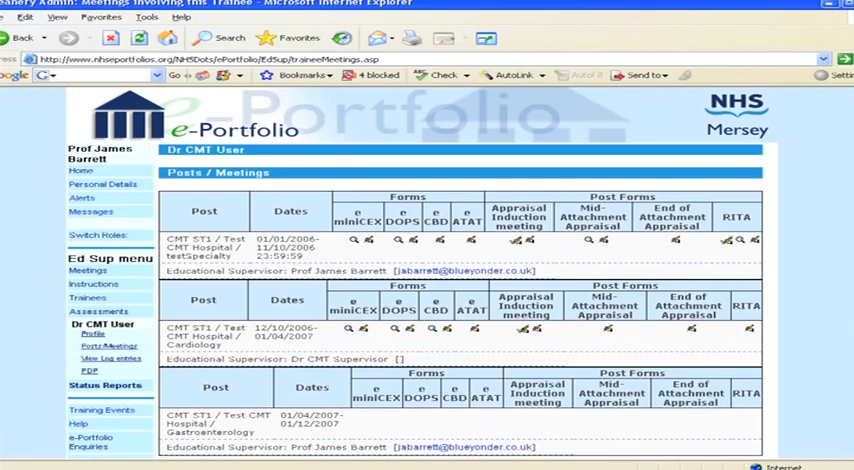 eanery Admin: Meetings Involving this Trainee - Microsoft Internet Explorer
Edit View Favorites Tools Help
Back Search Favorites
ress http://www.nhseportfolios.org/NHSDots/ePortfolio/EdSup/traineeMeetings.asp
oogle G Go Bookmarks 4 blocked Check AutoLink AutoFill Send to Settin
e-Portfolio
e-Portfolio
NHS
Mersey
Prof James
Barrett
Home
Personal Details
Alerts
Messages
Switch Roles:
Ed Sup menu
Meetings
Instructions
Trainees
Assessments
Dr CMT User
Profile
Posts/Meetings
View Log entries
PDP
Status Reports
Training Events
Help
e-Portfolio
Enquiries
Dr CMT User
Posts / Meetings
Forms Post Forms
Post Dates e miniCEX e DOPS e CBD e ATAT Appraisal Induction meeting Mid-Attachment Appraisal End of Attachment Appraisal RITA
CMT ST1 / Test 01/01/2006-
CMT Hospital / 11/10/2006
testSpecialty 23:59:59
Educational Supervisor: Prof James Barrett [jabarrett@blueyonder.co.uk]
Forms Post Forms
Post Dates e miniCEX e DOPS e CBD e ATAT Appraisal Induction meeting Mid-Attachment Appraisal End of Attachment Appraisal RITA
CMT ST1 / Test 12/10/2006-
CMT Hospital / 01/04/2007
Cardiology
Educational Supervisor: Dr CMT Supervisor []
Forms Post Forms
Post Dates e miniCEX e DOPS e CBD e ATAT Appraisal Induction meeting Mid-Attachment Appraisal End of Attachment Appraisal RITA
CMT ST1 / Test CMT 01/04/2007-
Hospital / 01/12/2007
Gastroenterology
Educational Supervisor: Prof James Barrett [jabarrett@blueyonder.co.uk]
Internet